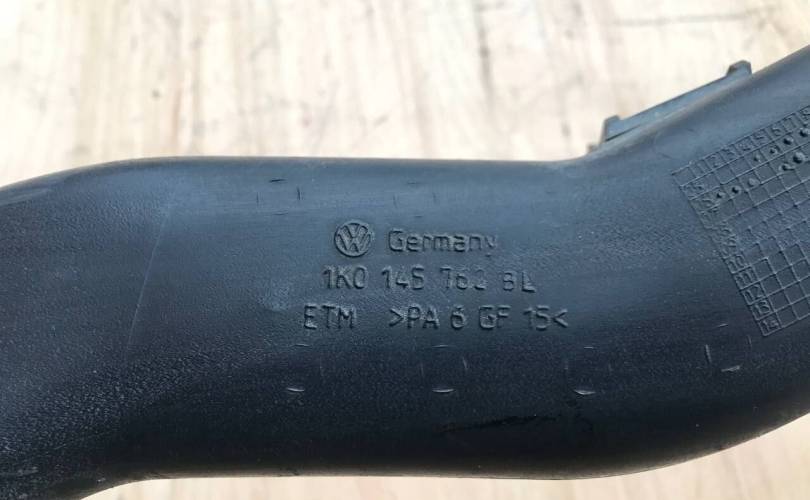 Germany
1K0 145 762 BL
ETM >PA 6 GF 15<